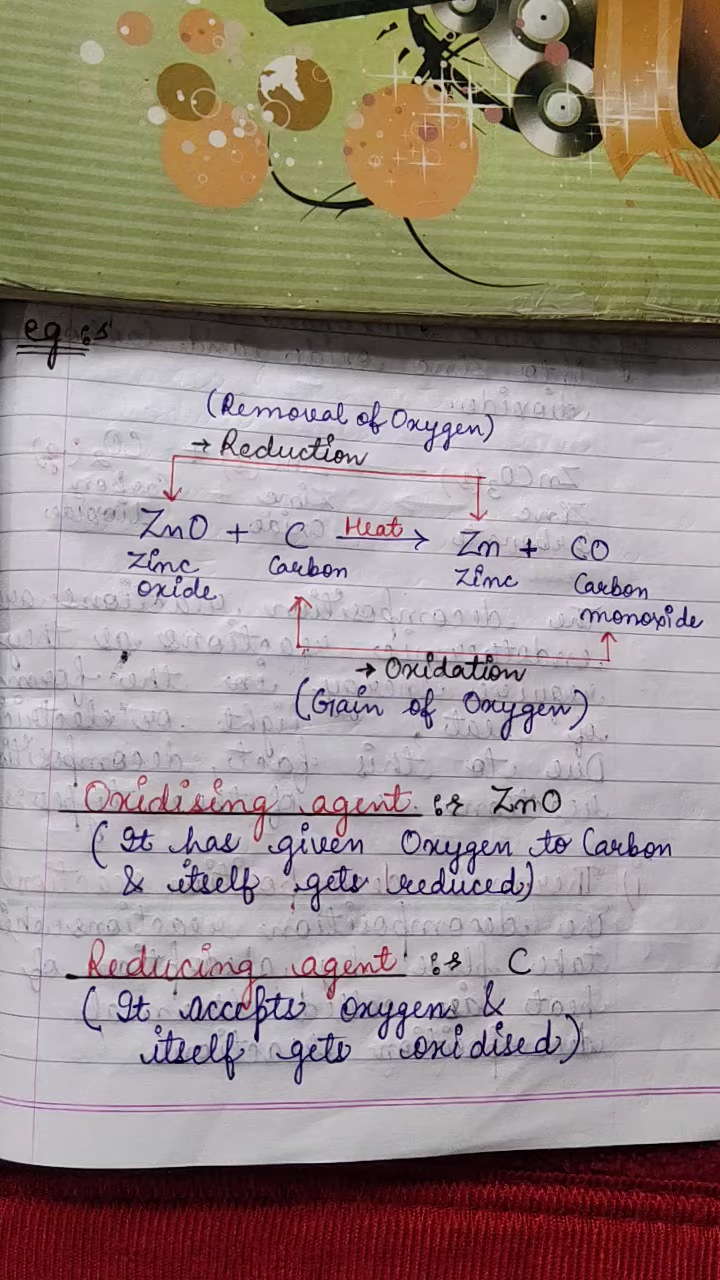 eg :-
(Removal of Oxygen)
→ Reduction
ZnO + C Heat → Zn + CO
Zinc oxide Carbon Zinc Carbon monoxide
→ Oxidation
(Gain of Oxygen)
Oxidising agent :- ZnO
(It has given Oxygen to Carbon
& itself gets reduced)
Reducing agent :- C
(It accepts oxygen &
itself gets oxidised)